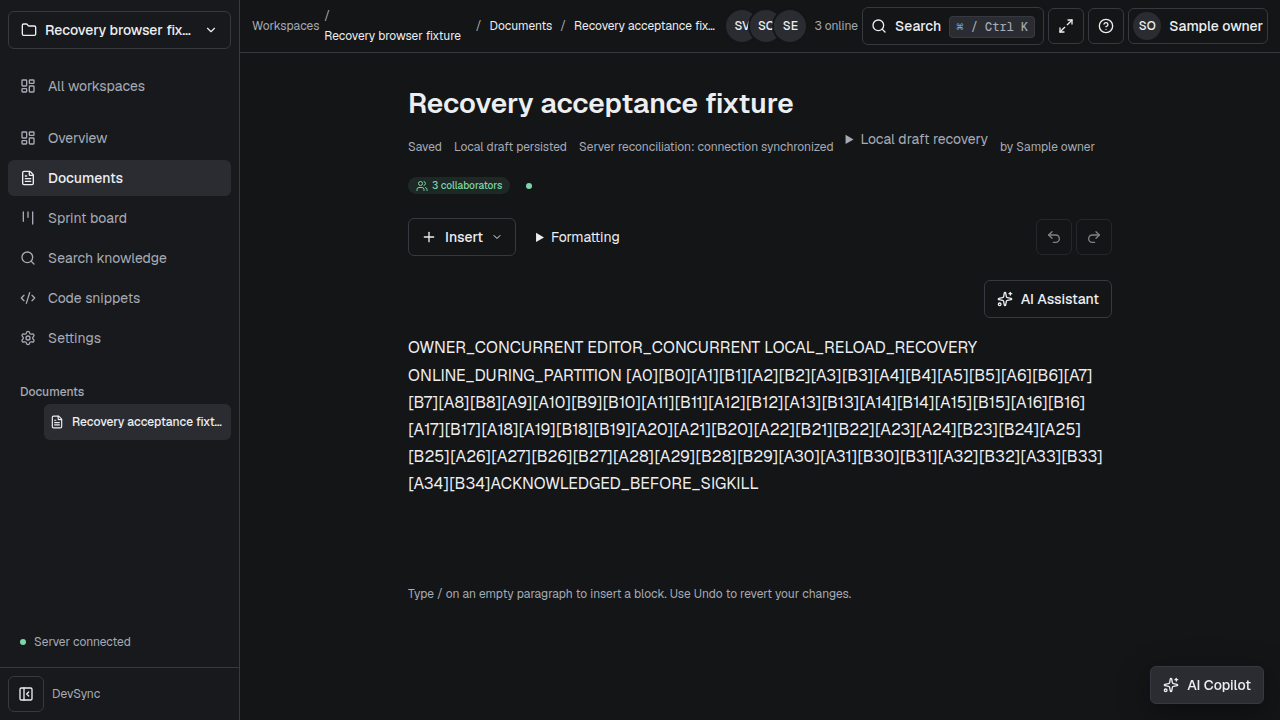 Recovery browser fix...
All workspaces
Overview
Documents
Sprint board
Search knowledge
Code snippets
Settings
Documents
Recovery acceptance fixt...
Server connected
DevSync
Workspaces / Recovery browser fixture / Documents / Recovery acceptance fix...
SV SO SE 3 online
Search ⌘ / Ctrl K
SO Sample owner
Recovery acceptance fixture
Saved Local draft persisted Server reconciliation: connection synchronized ▶ Local draft recovery by Sample owner
3 collaborators
Insert ▶ Formatting
AI Assistant
OWNER_CONCURRENT EDITOR_CONCURRENT LOCAL_RELOAD_RECOVERY
ONLINE_DURING_PARTITION [A0][B0][A1][B1][A2][B2][A3][B3][A4][B4][A5][B5][A6][B6][A7]
[B7][A8][B8][A9][A10][B9][B10][A11][B11][A12][B12][A13][B13][A14][B14][A15][B15][A16][B16]
[A17][B17][A18][A19][B18][B19][A20][A21][B20][A22][B21][B22][A23][A24][B23][B24][A25]
[B25][A26][A27][B26][B27][A28][A29][B28][B29][A30][A31][B30][B31][A32][B32][A33][B33]
[A34][B34]ACKNOWLEDGED_BEFORE_SIGKILL
Type / on an empty paragraph to insert a block. Use Undo to revert your changes.
AI Copilot